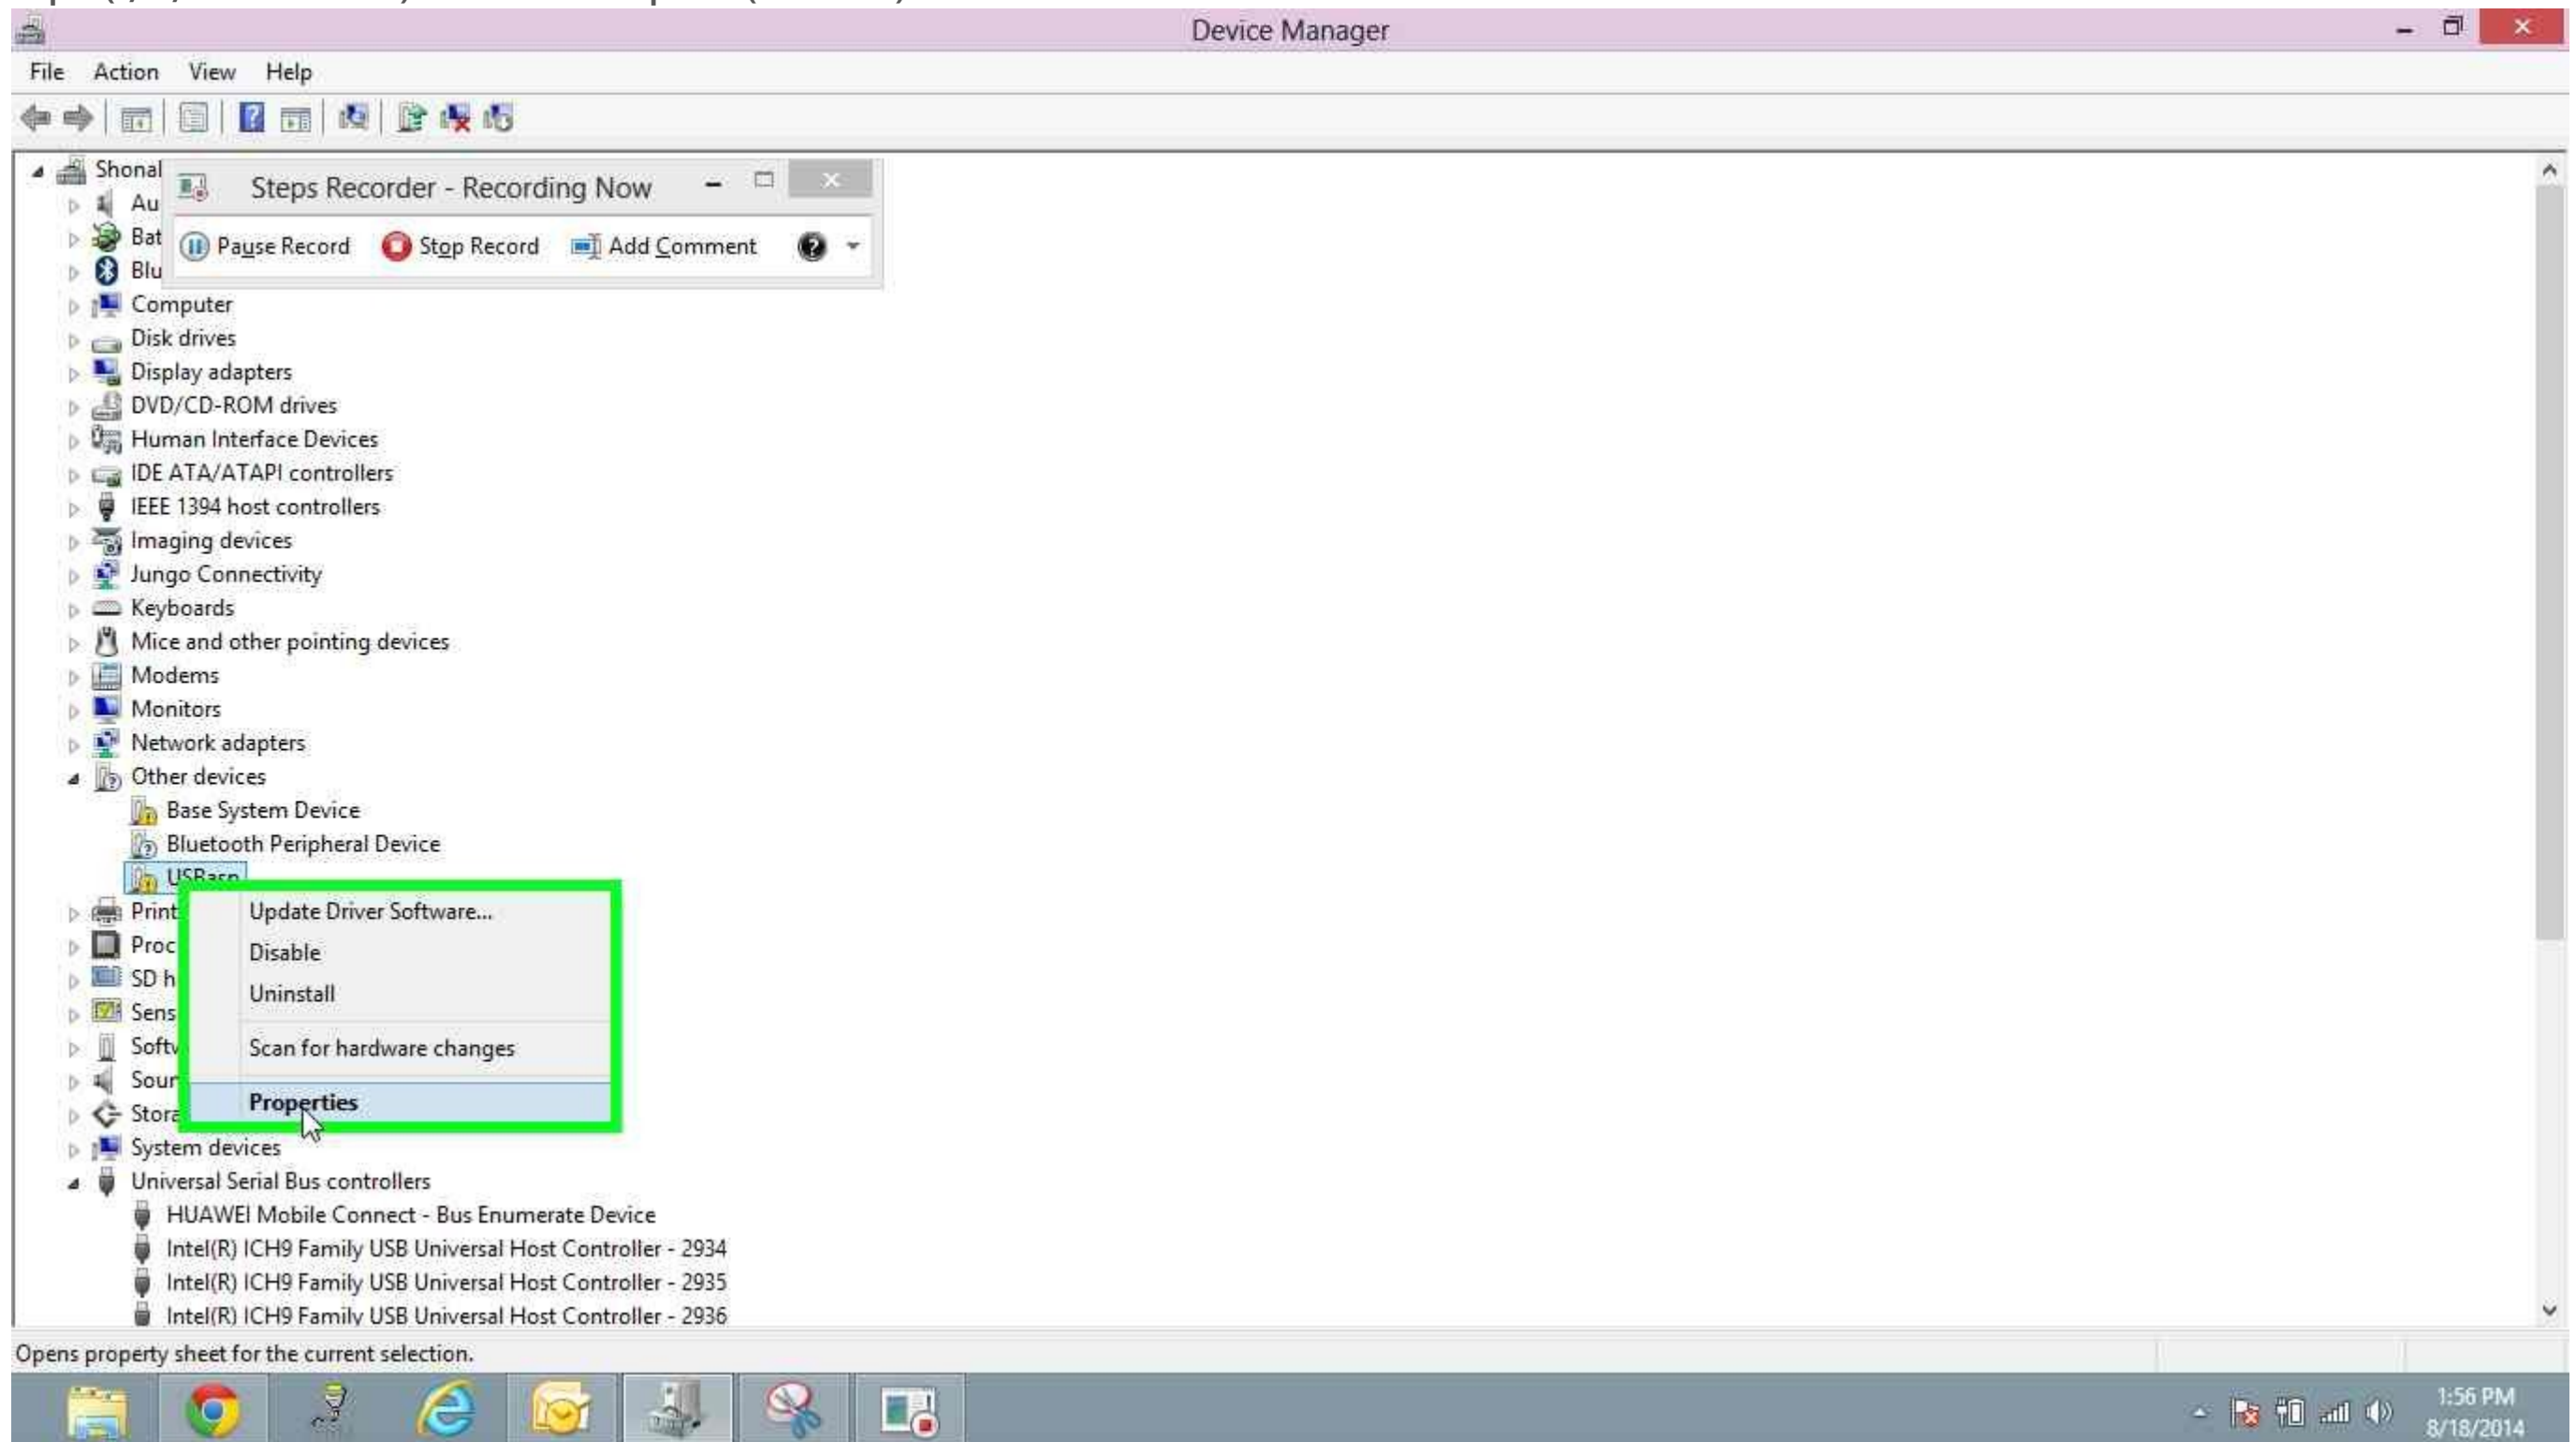 Device Manager
File Action View Help
Shonal
Steps Recorder - Recording Now
Au
Bat
Pause Record Stop Record Add Comment
Blu
Computer
Disk drives
Display adapters
DVD/CD-ROM drives
Human Interface Devices
IDE ATA/ATAPI controllers
IEEE 1394 host controllers
Imaging devices
Jungo Connectivity
Keyboards
Mice and other pointing devices
Modems
Monitors
Network adapters
Other devices
Base System Device
Bluetooth Peripheral Device
USBasp
Print
Update Driver Software...
Proc
Disable
SD h
Uninstall
Sens
Softw
Scan for hardware changes
Soun
Properties
Stora
System devices
Universal Serial Bus controllers
HUAWEI Mobile Connect - Bus Enumerate Device
Intel(R) ICH9 Family USB Universal Host Controller - 2934
Intel(R) ICH9 Family USB Universal Host Controller - 2935
Intel(R) ICH9 Family USB Universal Host Controller - 2936
Opens property sheet for the current selection.
1:56 PM
8/18/2014